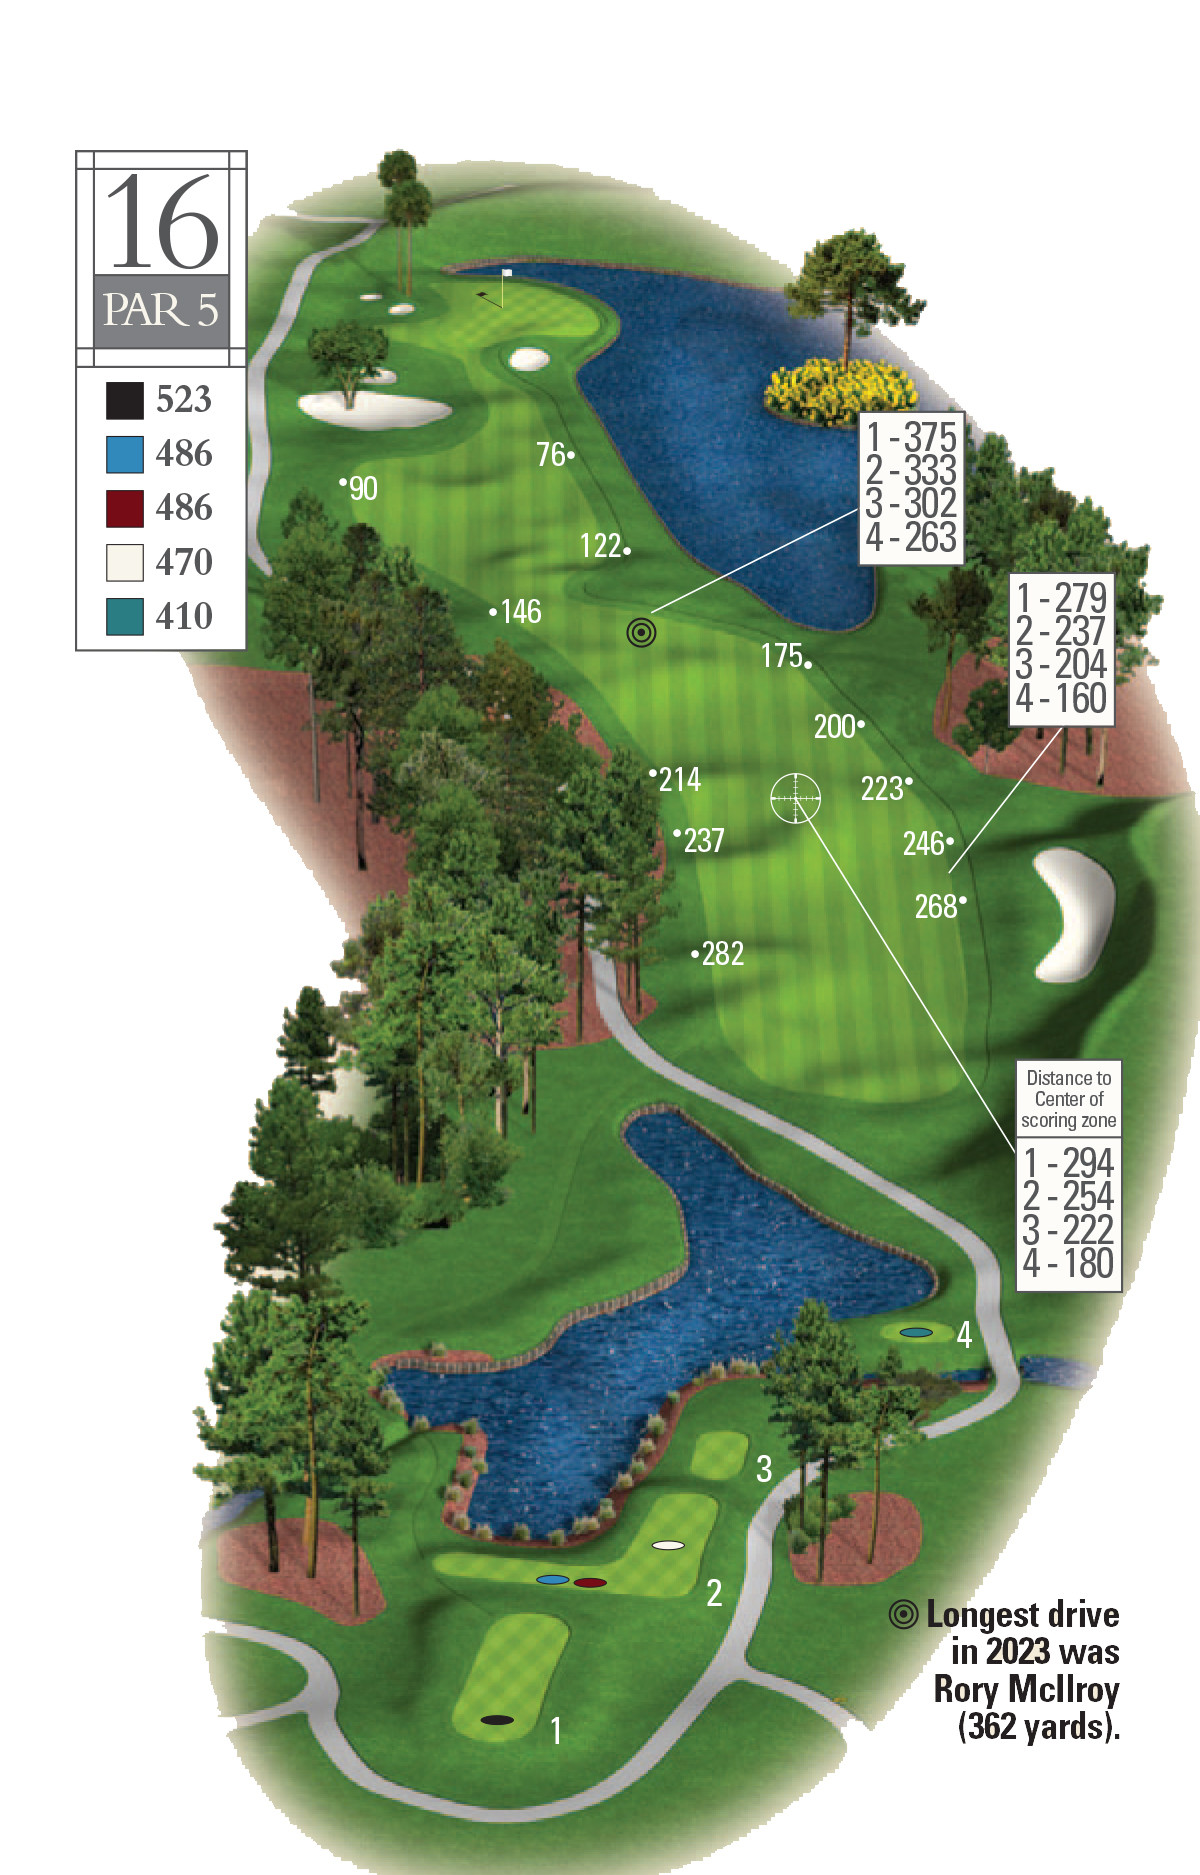 16
PAR 5
523
486
486
470
410
1 - 375
2 - 333
3 - 302
4 - 263
1 - 279
2 - 237
3 - 204
4 - 160
76
90
122
146
175
200
214
223
237
246
268
282
Distance to
Center of
scoring zone
1 - 294
2 - 254
3 - 222
4 - 180
4
3
2
1
Longest drive
in 2023 was
Rory McIlroy
(362 yards).